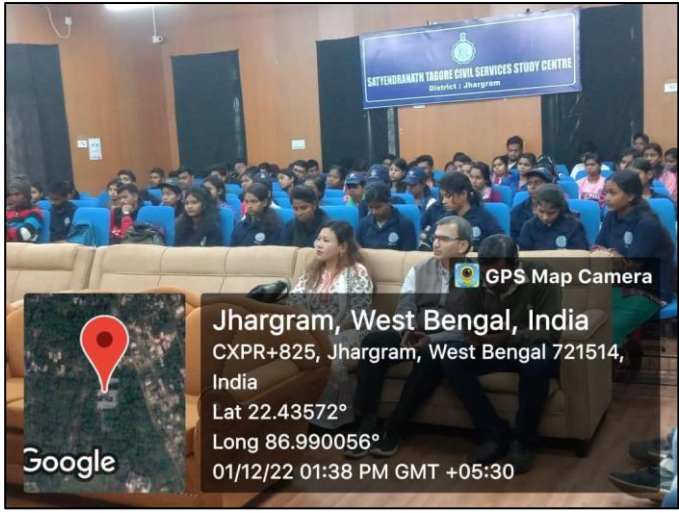 SATYENDRANATH TAGORE CIVIL SERVICES STUDY CENTRE
District : Jhargram
GPS Map Camera
Jhargram, West Bengal, India
CXPR+825, Jhargram, West Bengal 721514,
India
Lat 22.43572°
Long 86.990056°
01/12/22 01:38 PM GMT +05:30
Google